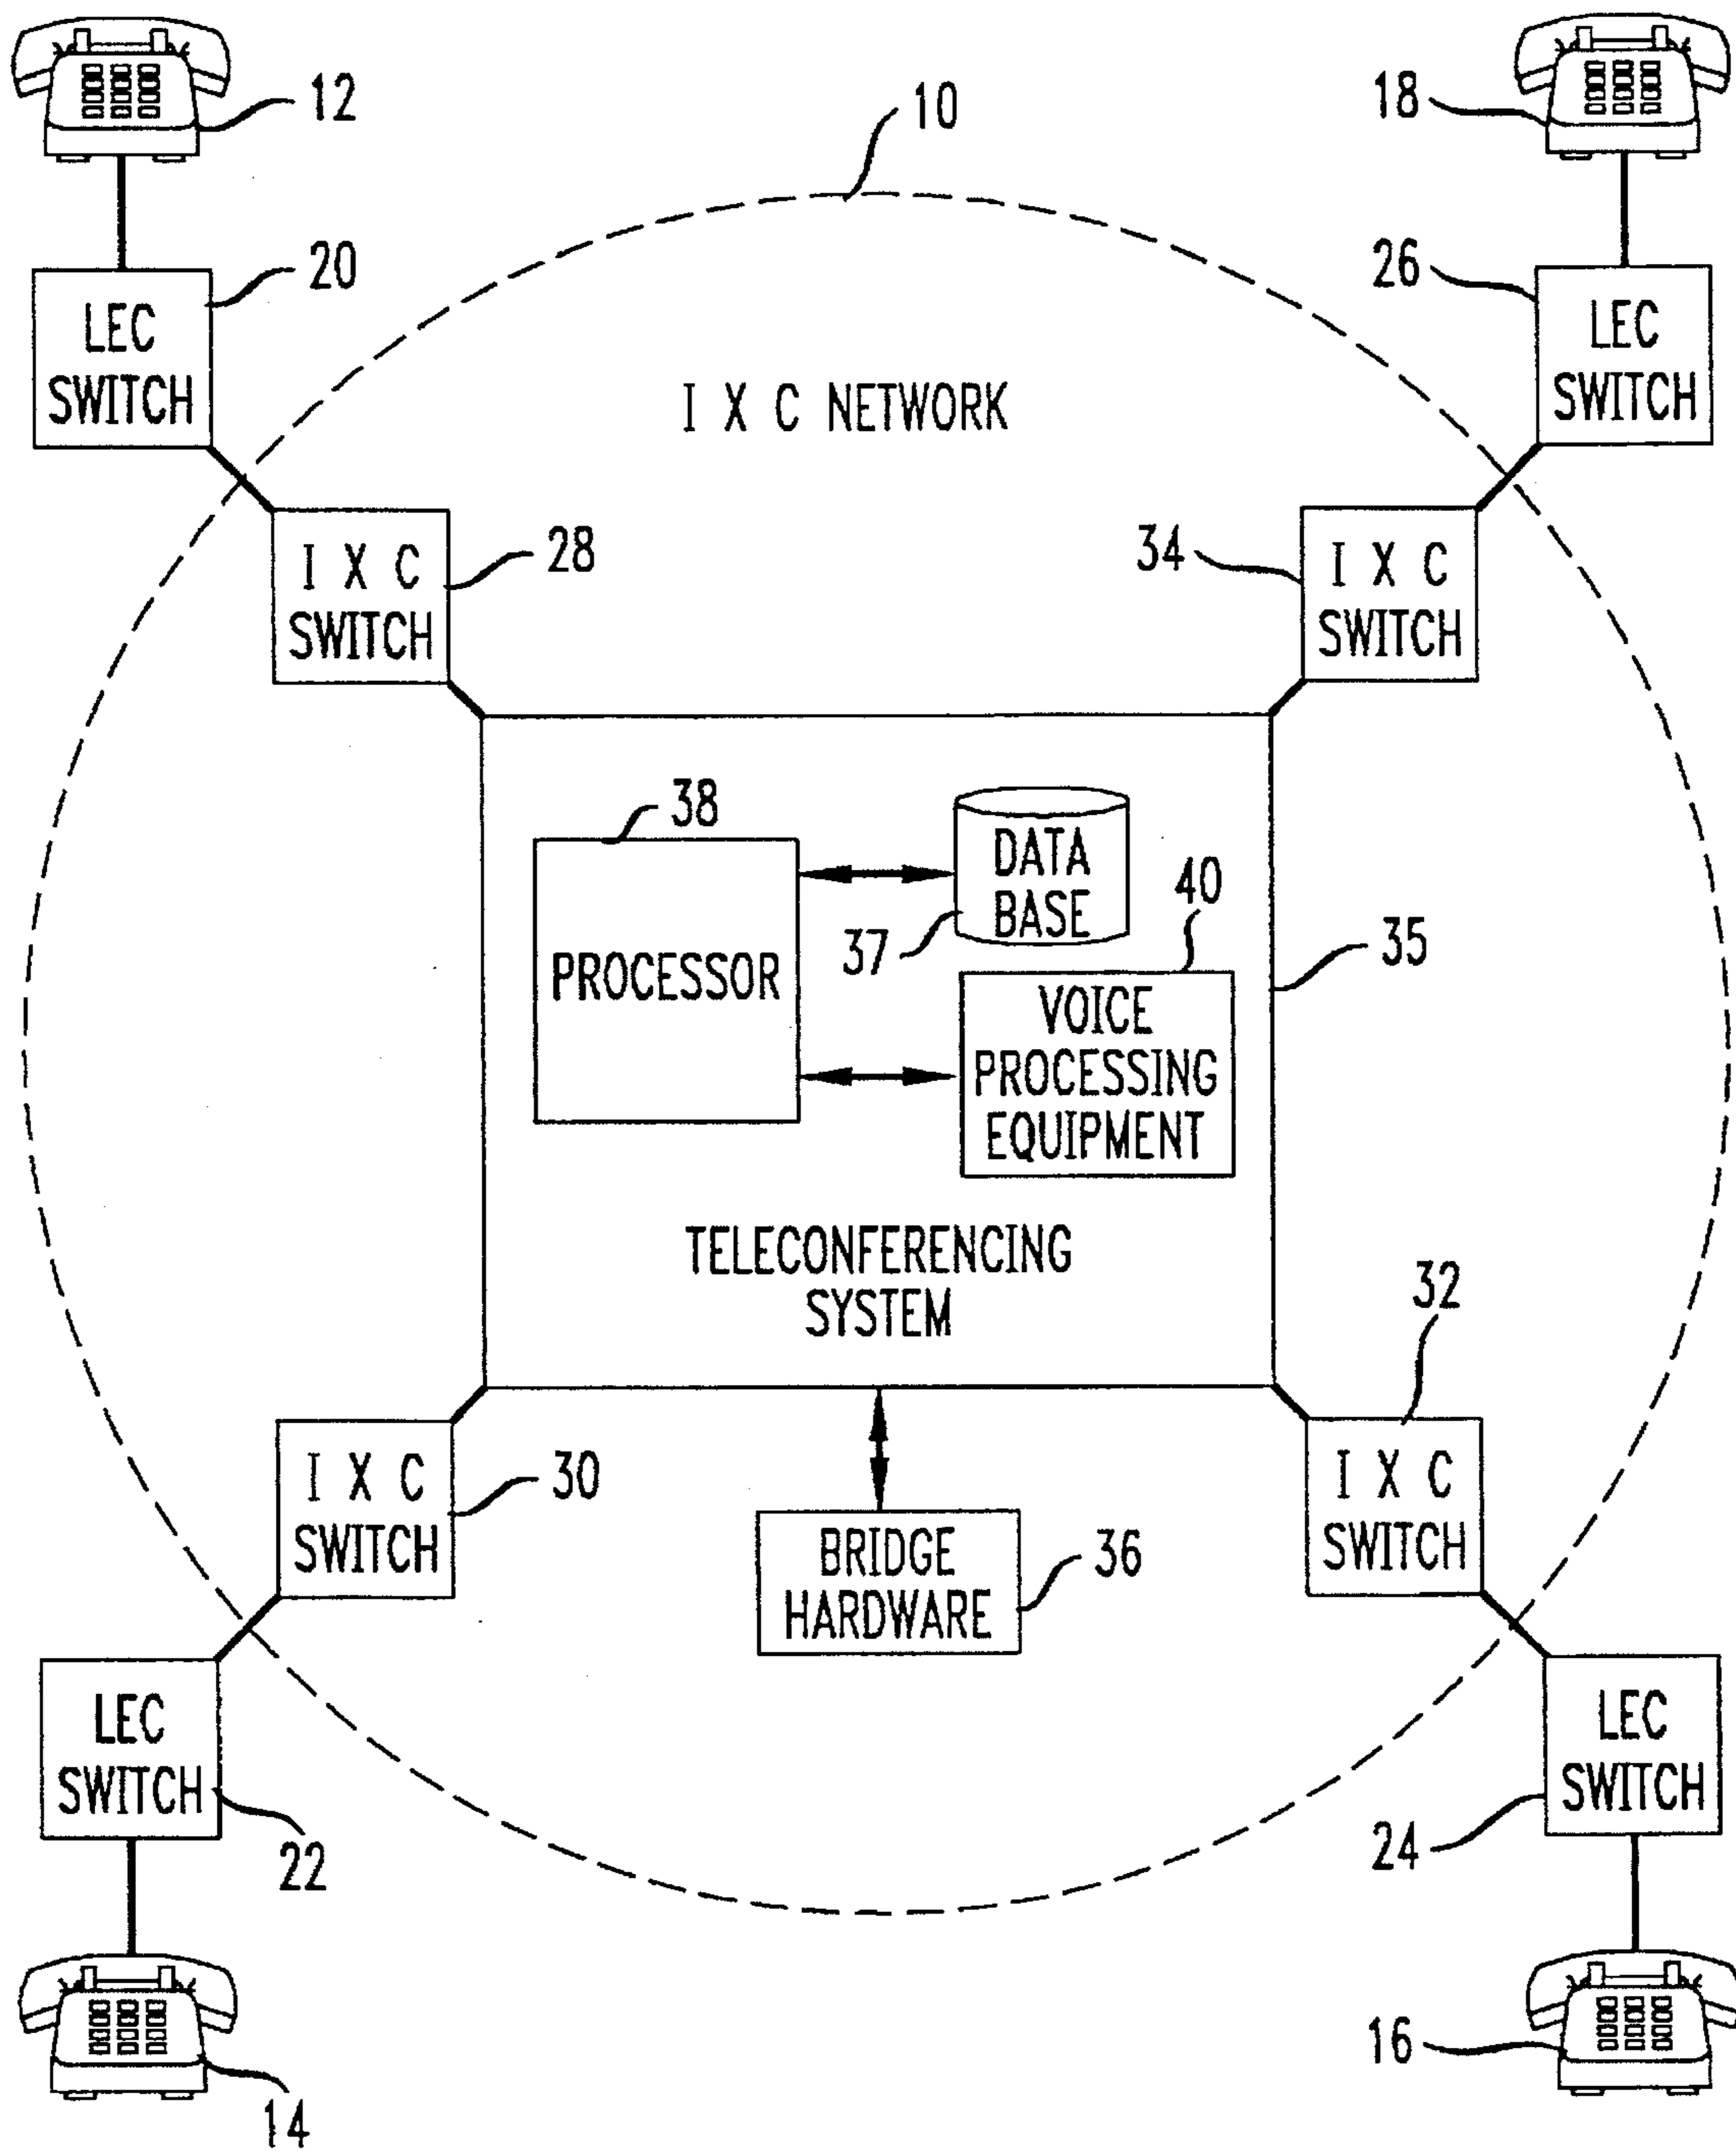 12
10
18
20
26
LEC
SWITCH
LEC
SWITCH
I X C NETWORK
28
34
I X C
SWITCH
I X C
SWITCH
38
DATA
BASE
37
40
35
PROCESSOR
VOICE
PROCESSING
EQUIPMENT
TELECONFERENCING
SYSTEM
32
I X C
SWITCH
30
I X C
SWITCH
BRIDGE
HARDWARE
36
LEC
SWITCH
22
LEC
SWITCH
24
14
16